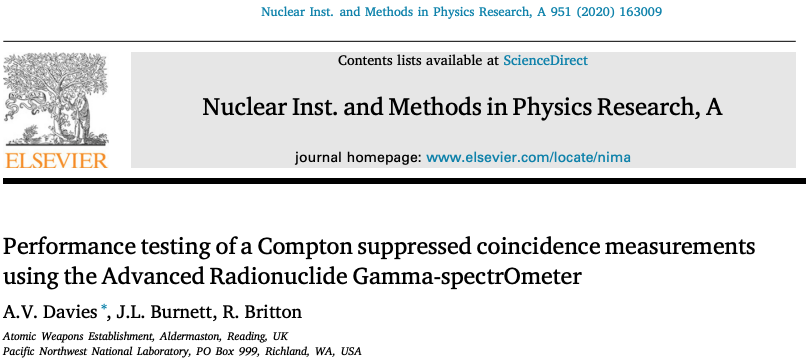 Nuclear Inst. and Methods in Physics Research, A 951 (2020) 163009
Contents lists available at ScienceDirect
Nuclear Inst. and Methods in Physics Research, A
ELSEVIER
journal homepage: www.elsevier.com/locate/nima
Performance testing of a Compton suppressed coincidence measurements
using the Advanced Radionuclide Gamma-spectrOmeter
A.V. Davies *, J.L. Burnett, R. Britton
Atomic Weapons Establishment, Aldermaston, Reading, UK
Pacific Northwest National Laboratory, PO Box 999, Richland, WA, USA